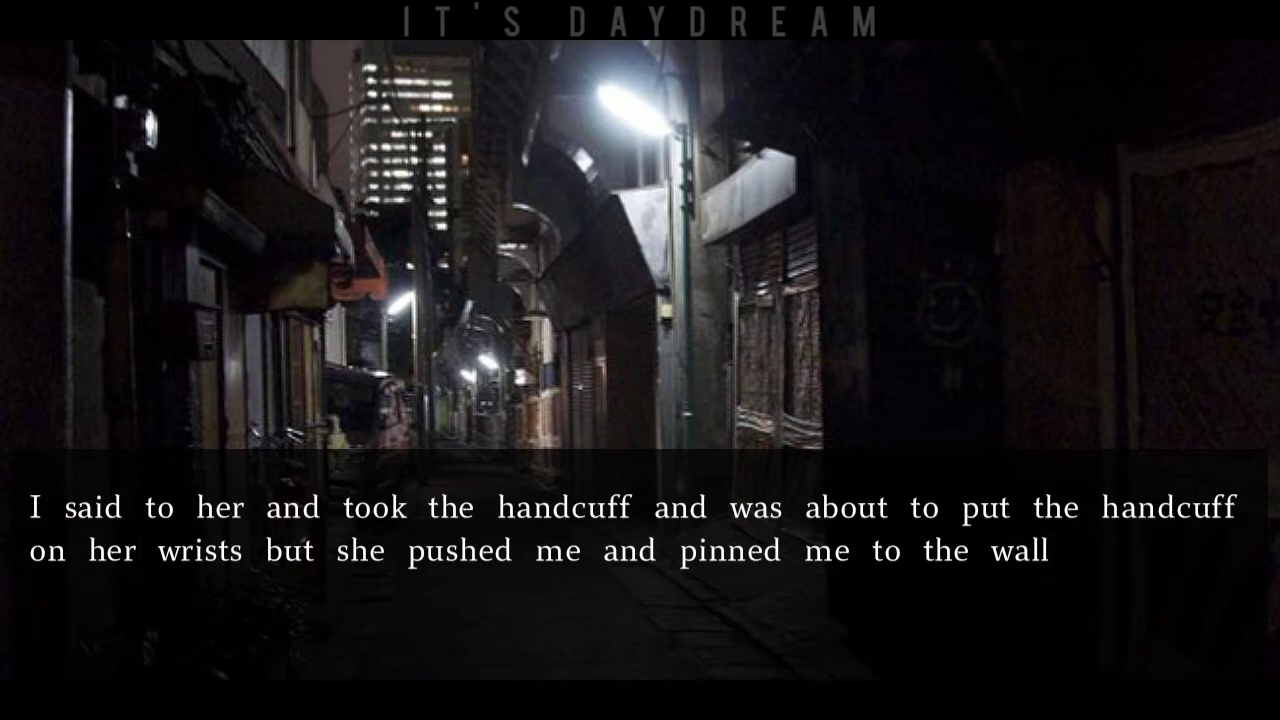 IT'S DAYDREAM
I said to her and took the handcuff and was about to put the handcuff
on her wrists but she pushed me and pinned me to the wall